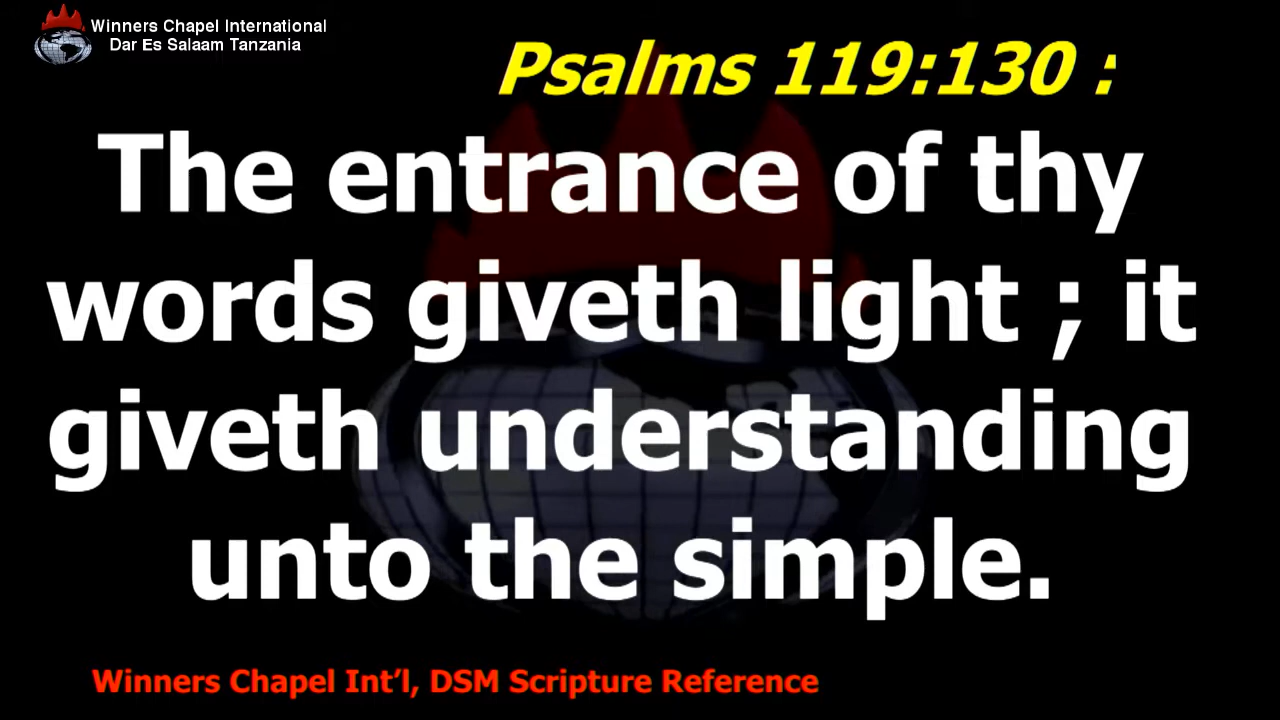 Winners Chapel International
Dar Es Salaam Tanzania
Psalms 119:130 :
The entrance of thy
words giveth light ; it
giveth understanding
unto the simple.
Winners Chapel Int’l, DSM Scripture Reference